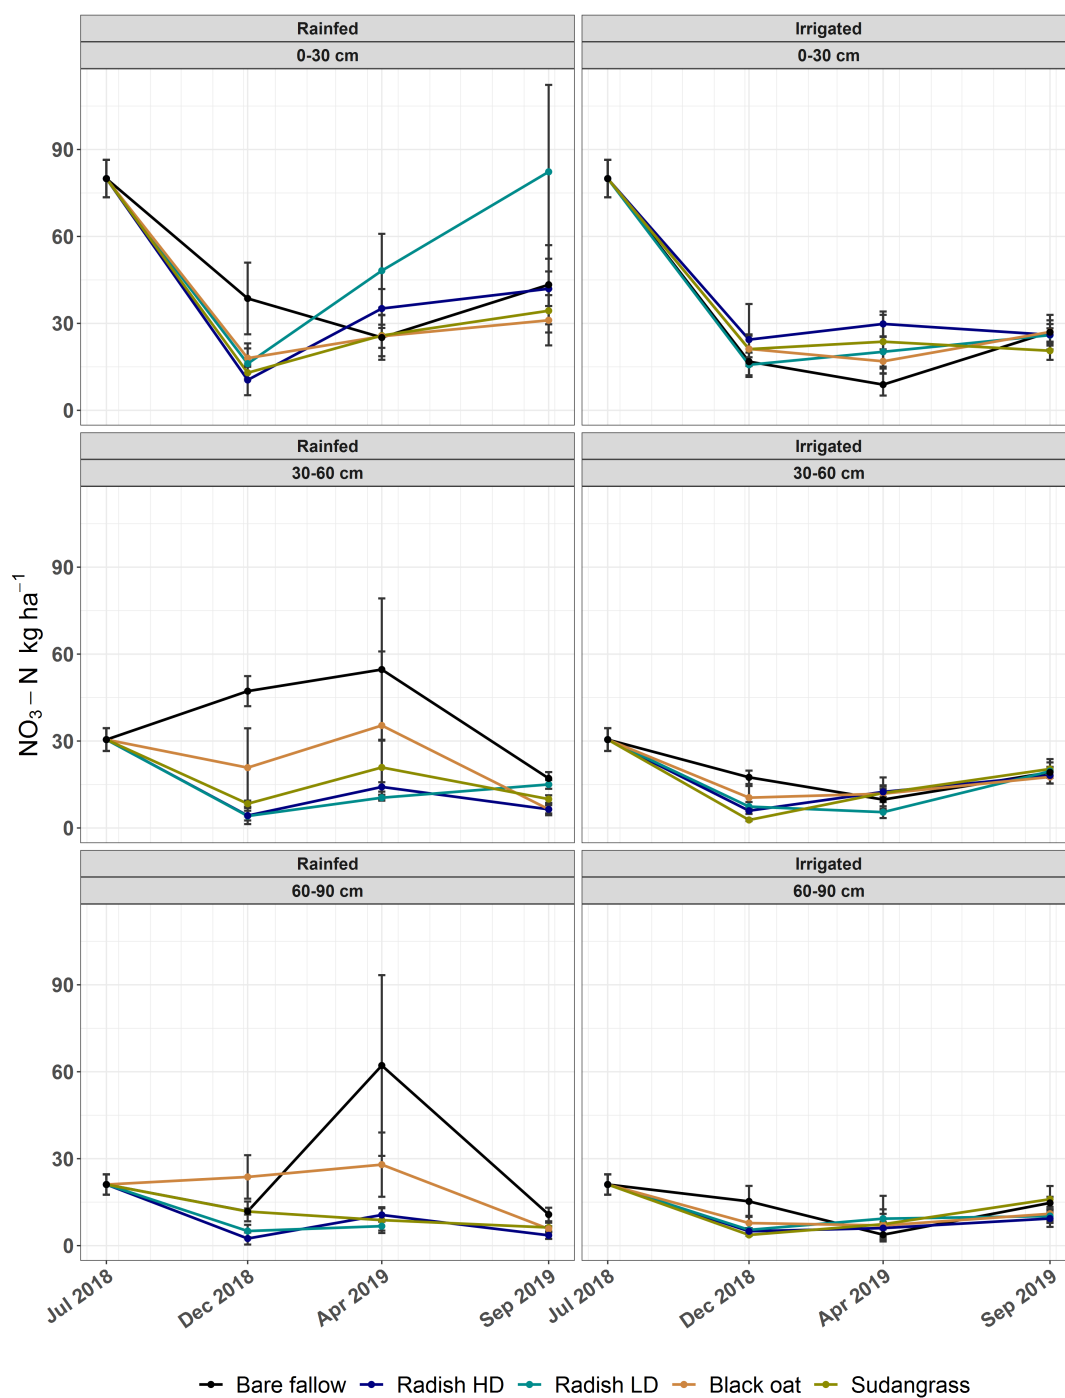 Rainfed
Irrigated
0-30 cm
0-30 cm
90
60
30
0
Rainfed
Irrigated
30-60 cm
30-60 cm
90
60
30
0
NO₃ – N kg ha⁻¹
Rainfed
Irrigated
60-90 cm
60-90 cm
90
60
30
0
Jul 2018
Dec 2018
Apr 2019
Sep 2019
Jul 2018
Dec 2018
Apr 2019
Sep 2019
Bare fallow Radish HD Radish LD Black oat Sudangrass